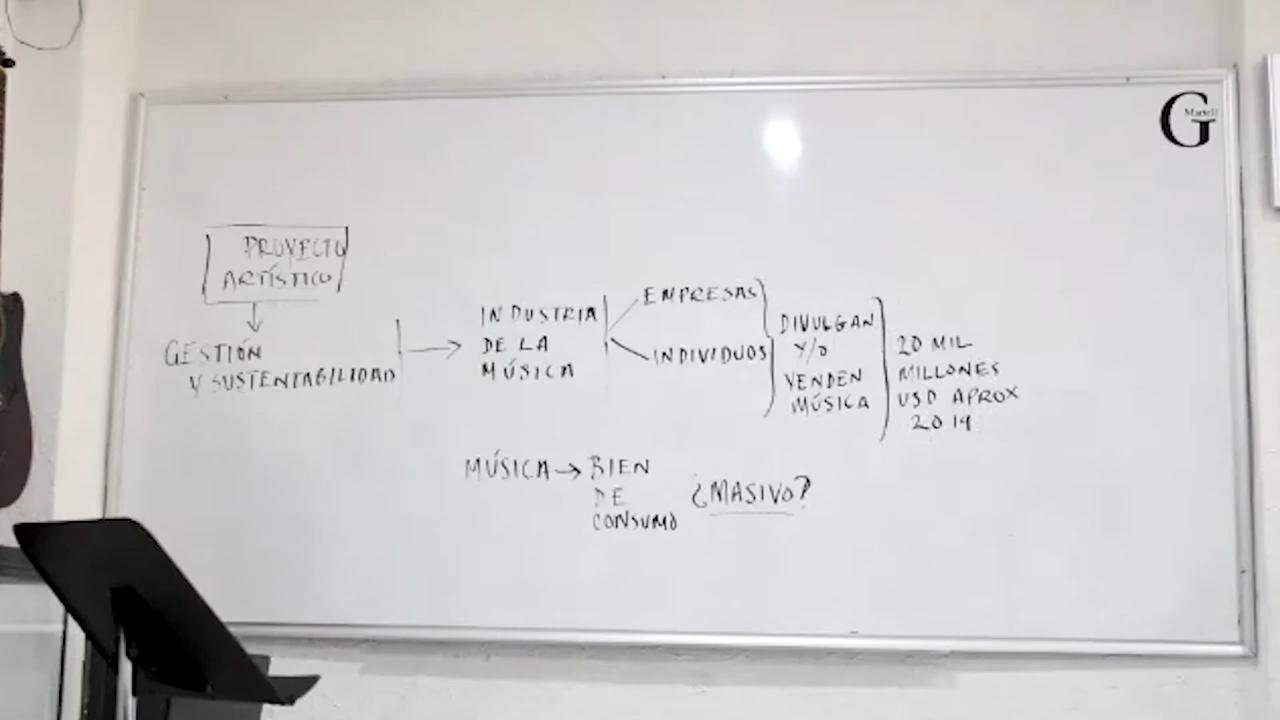 PROYECTO
ARTÍSTICO
GESTIÓN
Y SUSTENTABILIDAD
INDUSTRIA
DE LA
MÚSICA
EMPRESAS
INDIVIDUOS
DIVULGAN
Y/O
VENDEN
MÚSICA
20 MIL
MILLONES
USD APROX
2019
MÚSICA → BIEN
DE
CONSUMO
¿MASIVO?
G Martell